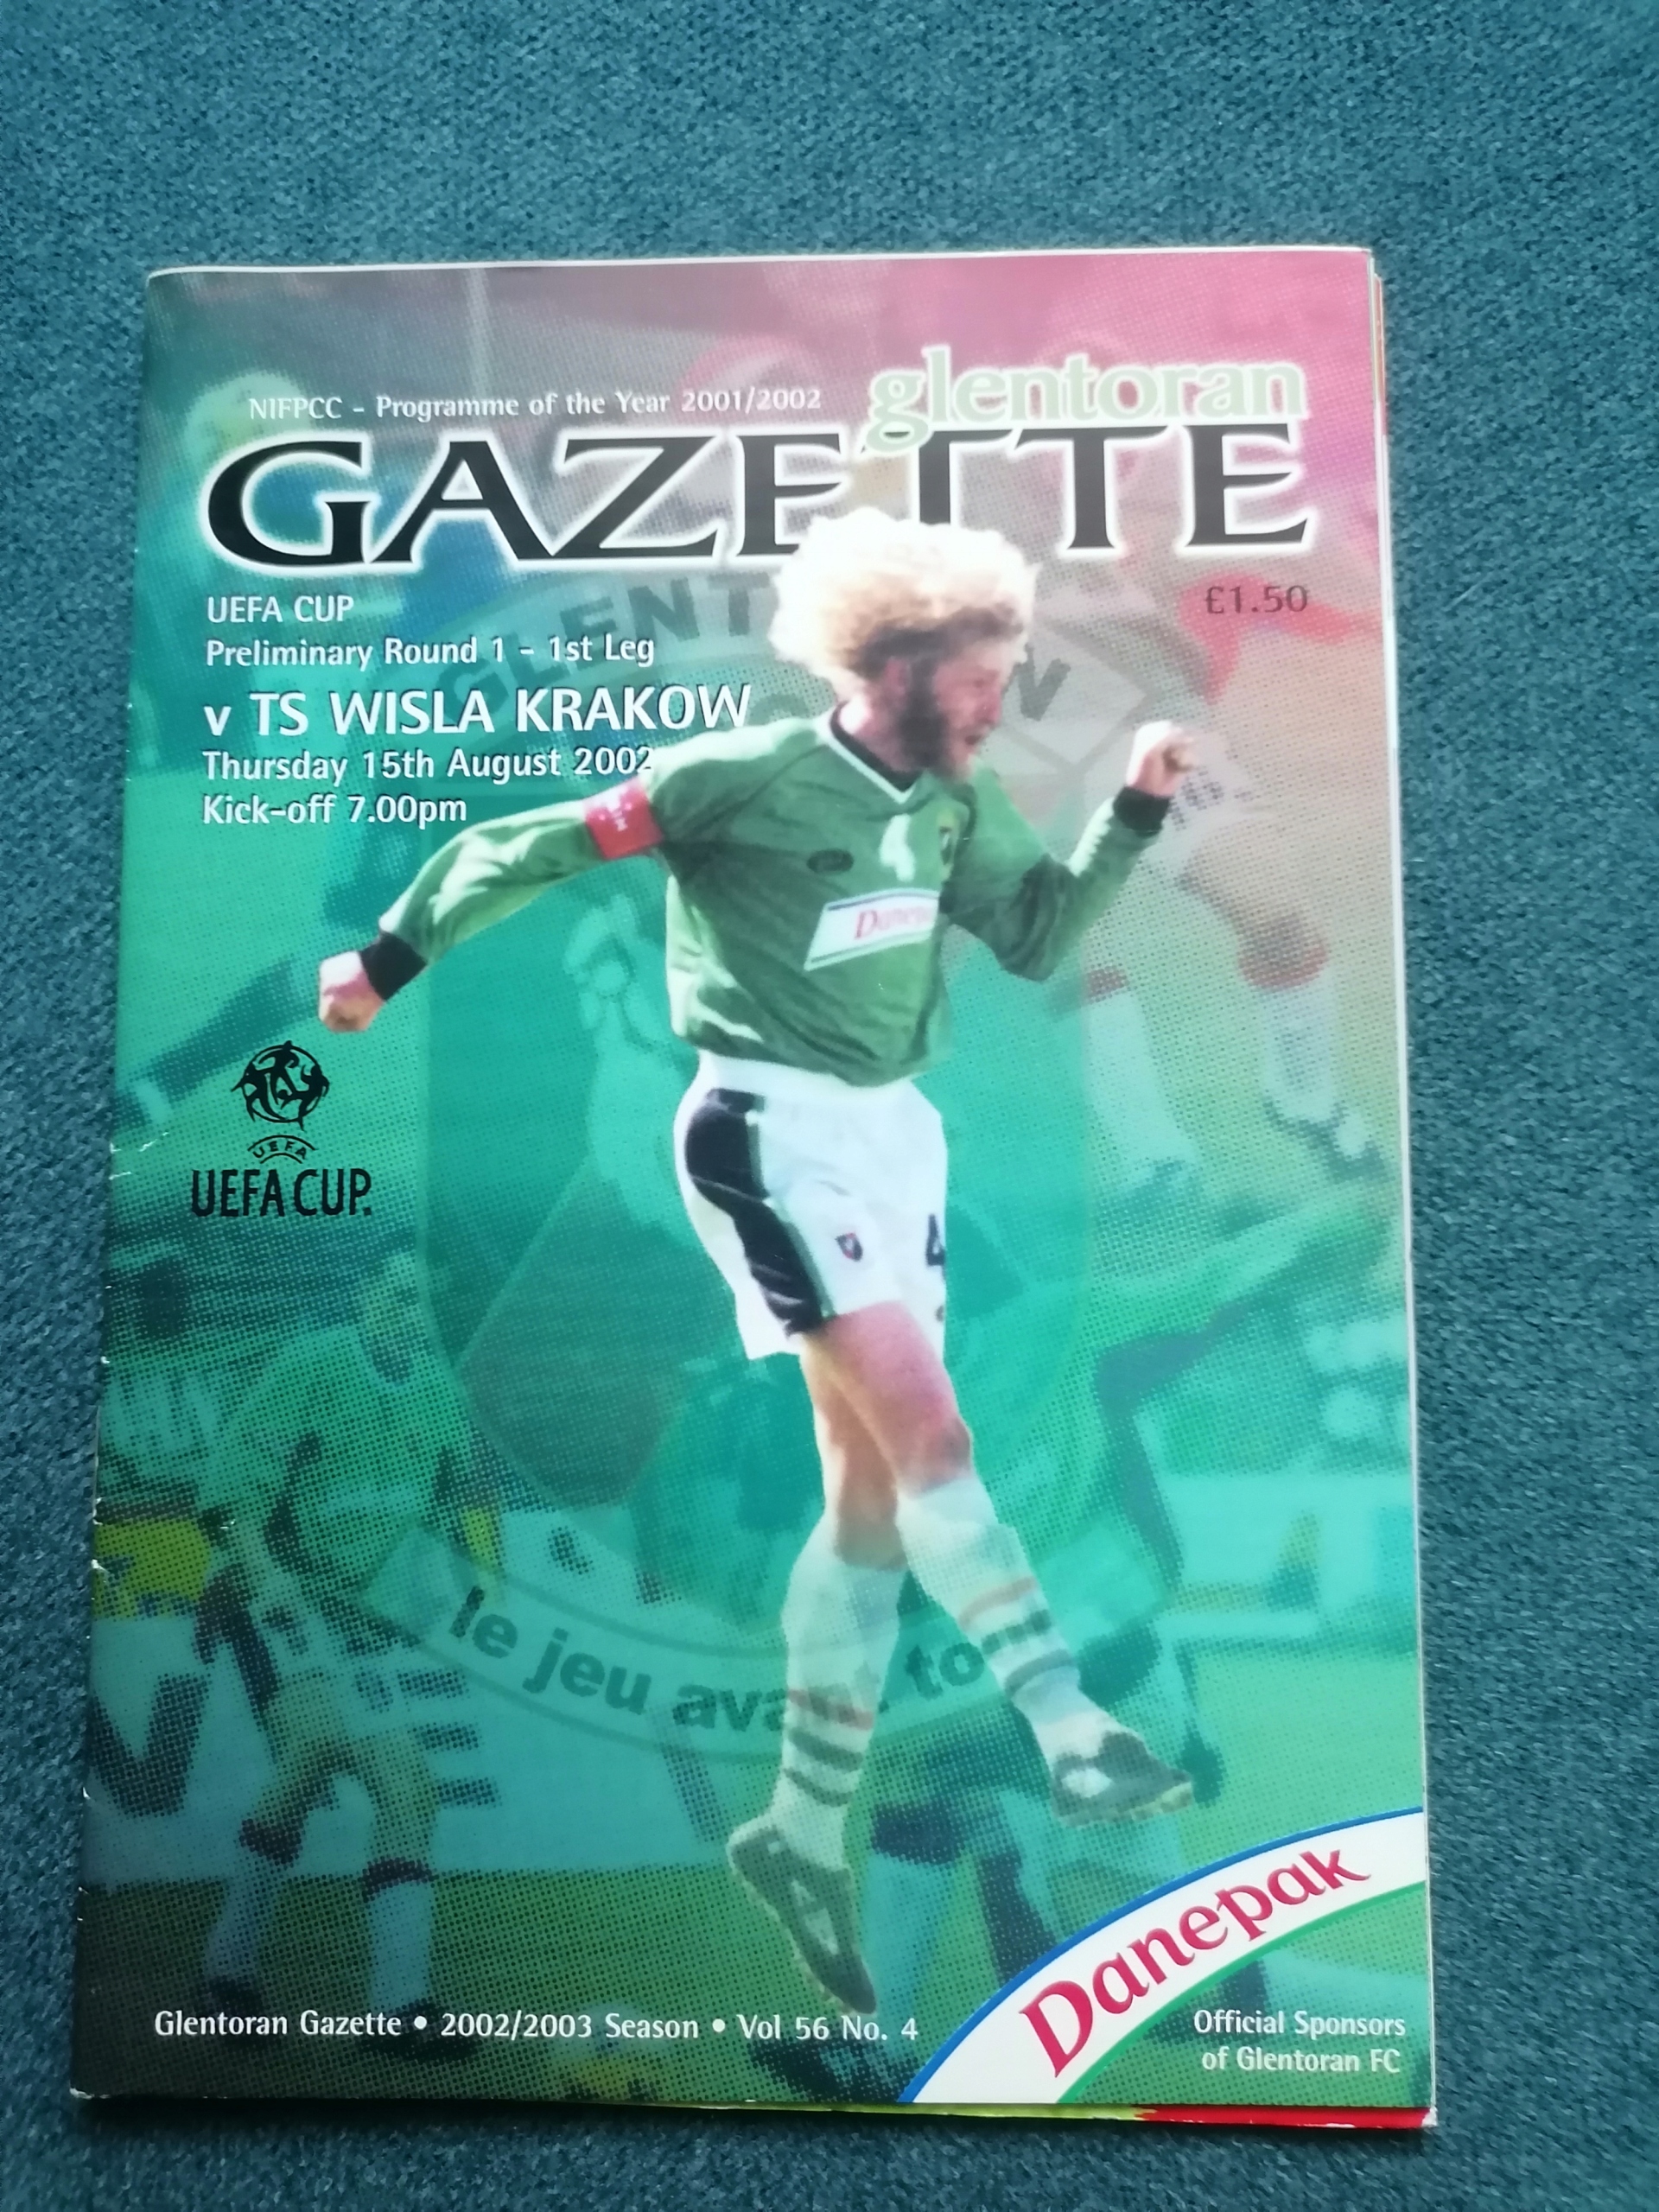 NIFPCC - Programme of the Year 2001/2002
glentoran
GAZETTE
£1.50
UEFA CUP
Preliminary Round 1 - 1st Leg
v TS WISLA KRAKOW
Thursday 15th August 2002
Kick-off 7.00pm
4
UEFA
UEFA CUP
4
le jeu avant
Danepak
Glentoran Gazette • 2002/2003 Season • Vol 56 No. 4
Official Sponsors
of Glentoran FC